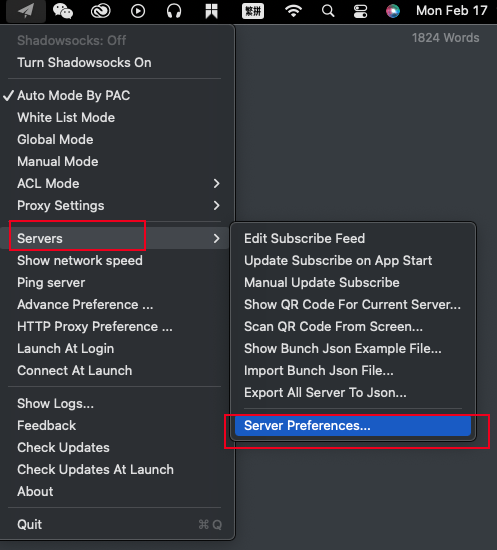 繁拼
Mon Feb 17
1824 Words
Shadowsocks: Off
Turn Shadowsocks On
Auto Mode By PAC
White List Mode
Global Mode
Manual Mode
ACL Mode
Proxy Settings
Servers
Show network speed
Ping server
Advance Preference ...
HTTP Proxy Preference ...
Launch At Login
Connect At Launch
Show Logs...
Feedback
Check Updates
Check Updates At Launch
About
Quit
⌘ Q
Edit Subscribe Feed
Update Subscribe on App Start
Manual Update Subscribe
Show QR Code For Current Server...
Scan QR Code From Screen...
Show Bunch Json Example File...
Import Bunch Json File...
Export All Server To Json...
Server Preferences...